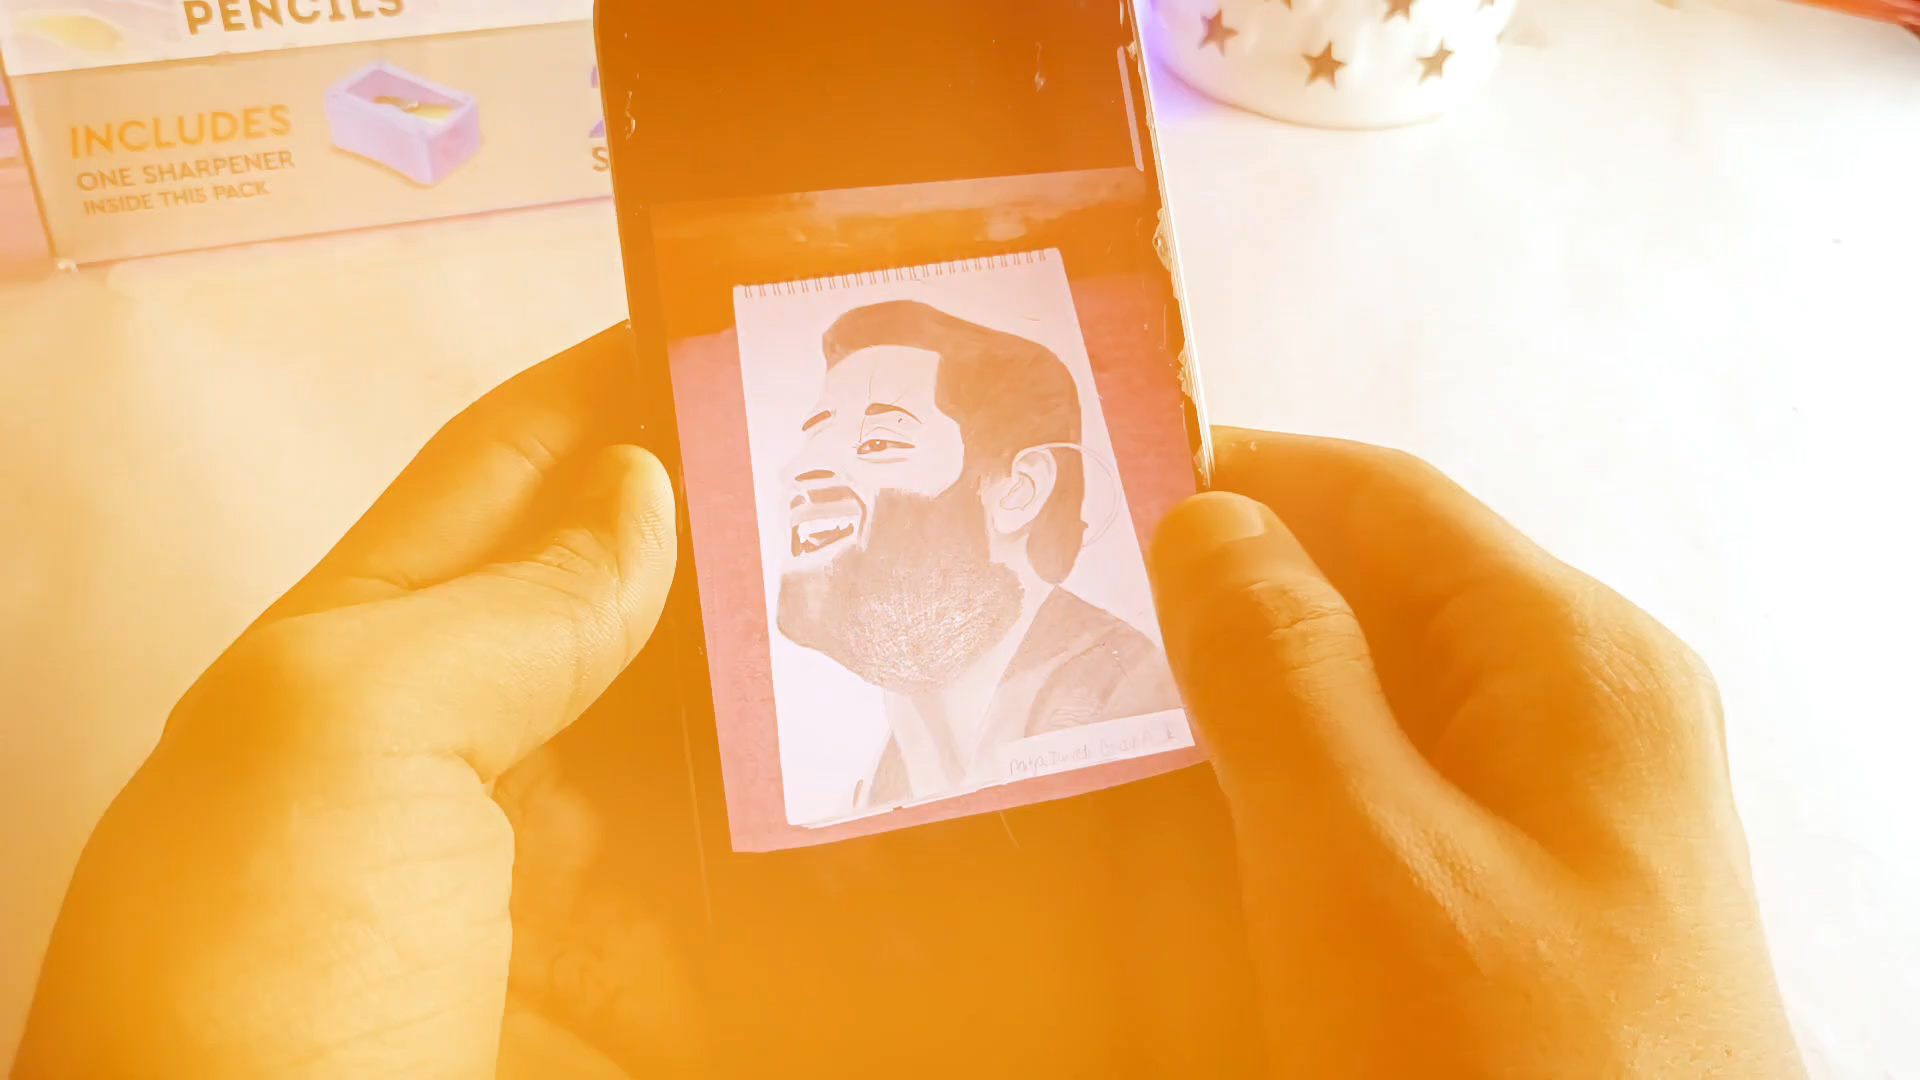 PENCILS
INCLUDES
ONE SHARPENER
INSIDE THIS PACK
S